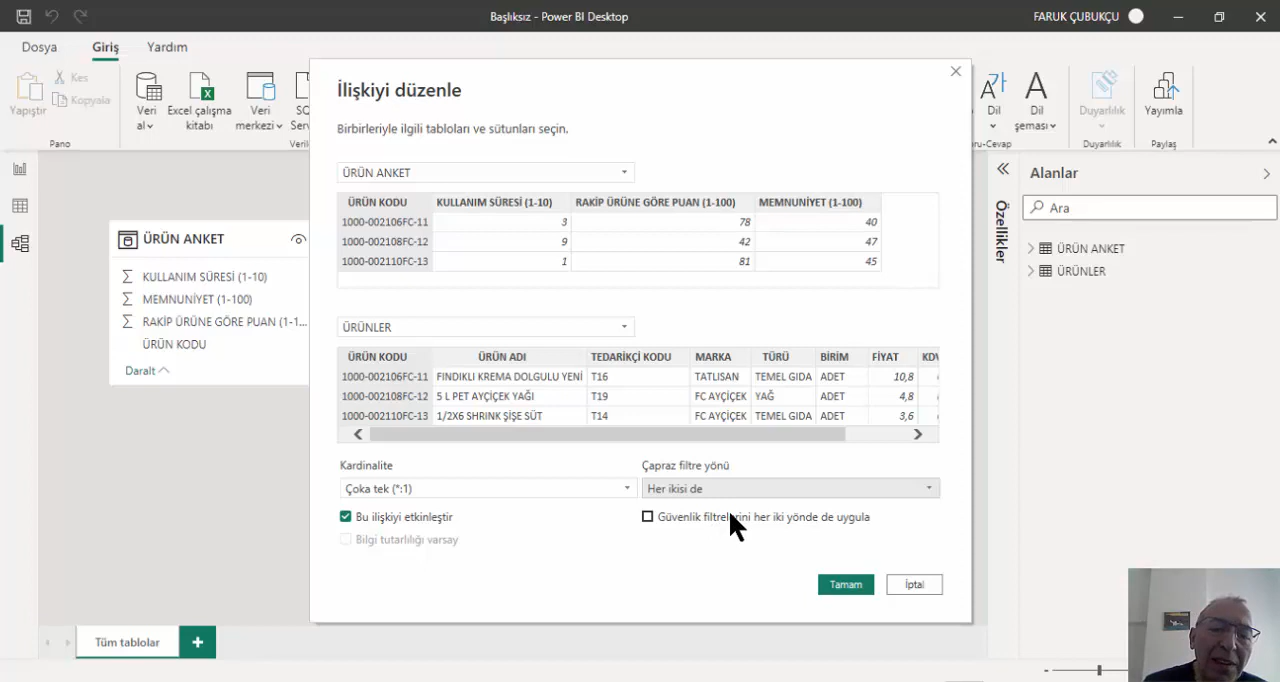 Başlıksız - Power BI Desktop
FARUK ÇUBUKÇU
Dosya Giriş Yardım
Yapıştır
Kes
Kopyala
Pano
Veri al
Excel çalışma kitabı
Veri merkezi
Dil
Dil şeması
Duyarlılık
Yayımla
Duyarlılık
Paylaş
İlişkiyi düzenle
Birbirleriyle ilgili tabloları ve sütunları seçin.
ÜRÜN ANKET
ÜRÜN KODU KULLANIM SÜRESİ (1-10) RAKİP ÜRÜNE GÖRE PUAN (1-100) MEMNUNİYET (1-100)
1000-002106FC-11 3 78 40
1000-002108FC-12 9 42 47
1000-002110FC-13 1 81 45
ÜRÜNLER
ÜRÜN KODU ÜRÜN ADI TEDARİKÇİ KODU MARKA TÜRÜ BİRİM FİYAT
1000-002106FC-11 FINDIKLI KREMA DOLGULU YENİ T16 TATLISAN TEMEL GIDA ADET 10,8
1000-002108FC-12 5 L PET AYÇİÇEK YAĞI T19 FC AYÇİÇEK YAĞ ADET 4,8
1000-002110FC-13 1/2X6 SHRINK ŞİŞE SÜT T14 FC AYÇİÇEK TEMEL GIDA ADET 3,6
Kardinalite
Çapraz filtre yönü
Çoka tek (*:1)
Her ikisi de
Bu ilişkiyi etkinleştir
Güvenlik filtrelerini her iki yönde de uygula
Bilgi tutarlılığı varsay
Tamam
İptal
ÜRÜN ANKET
KULLANIM SÜRESİ (1-10)
MEMNUNİYET (1-100)
RAKİP ÜRÜNE GÖRE PUAN (1-1...
ÜRÜN KODU
Daralt
Özellikler
Alanlar
Ara
ÜRÜN ANKET
ÜRÜNLER
Tüm tablolar
+